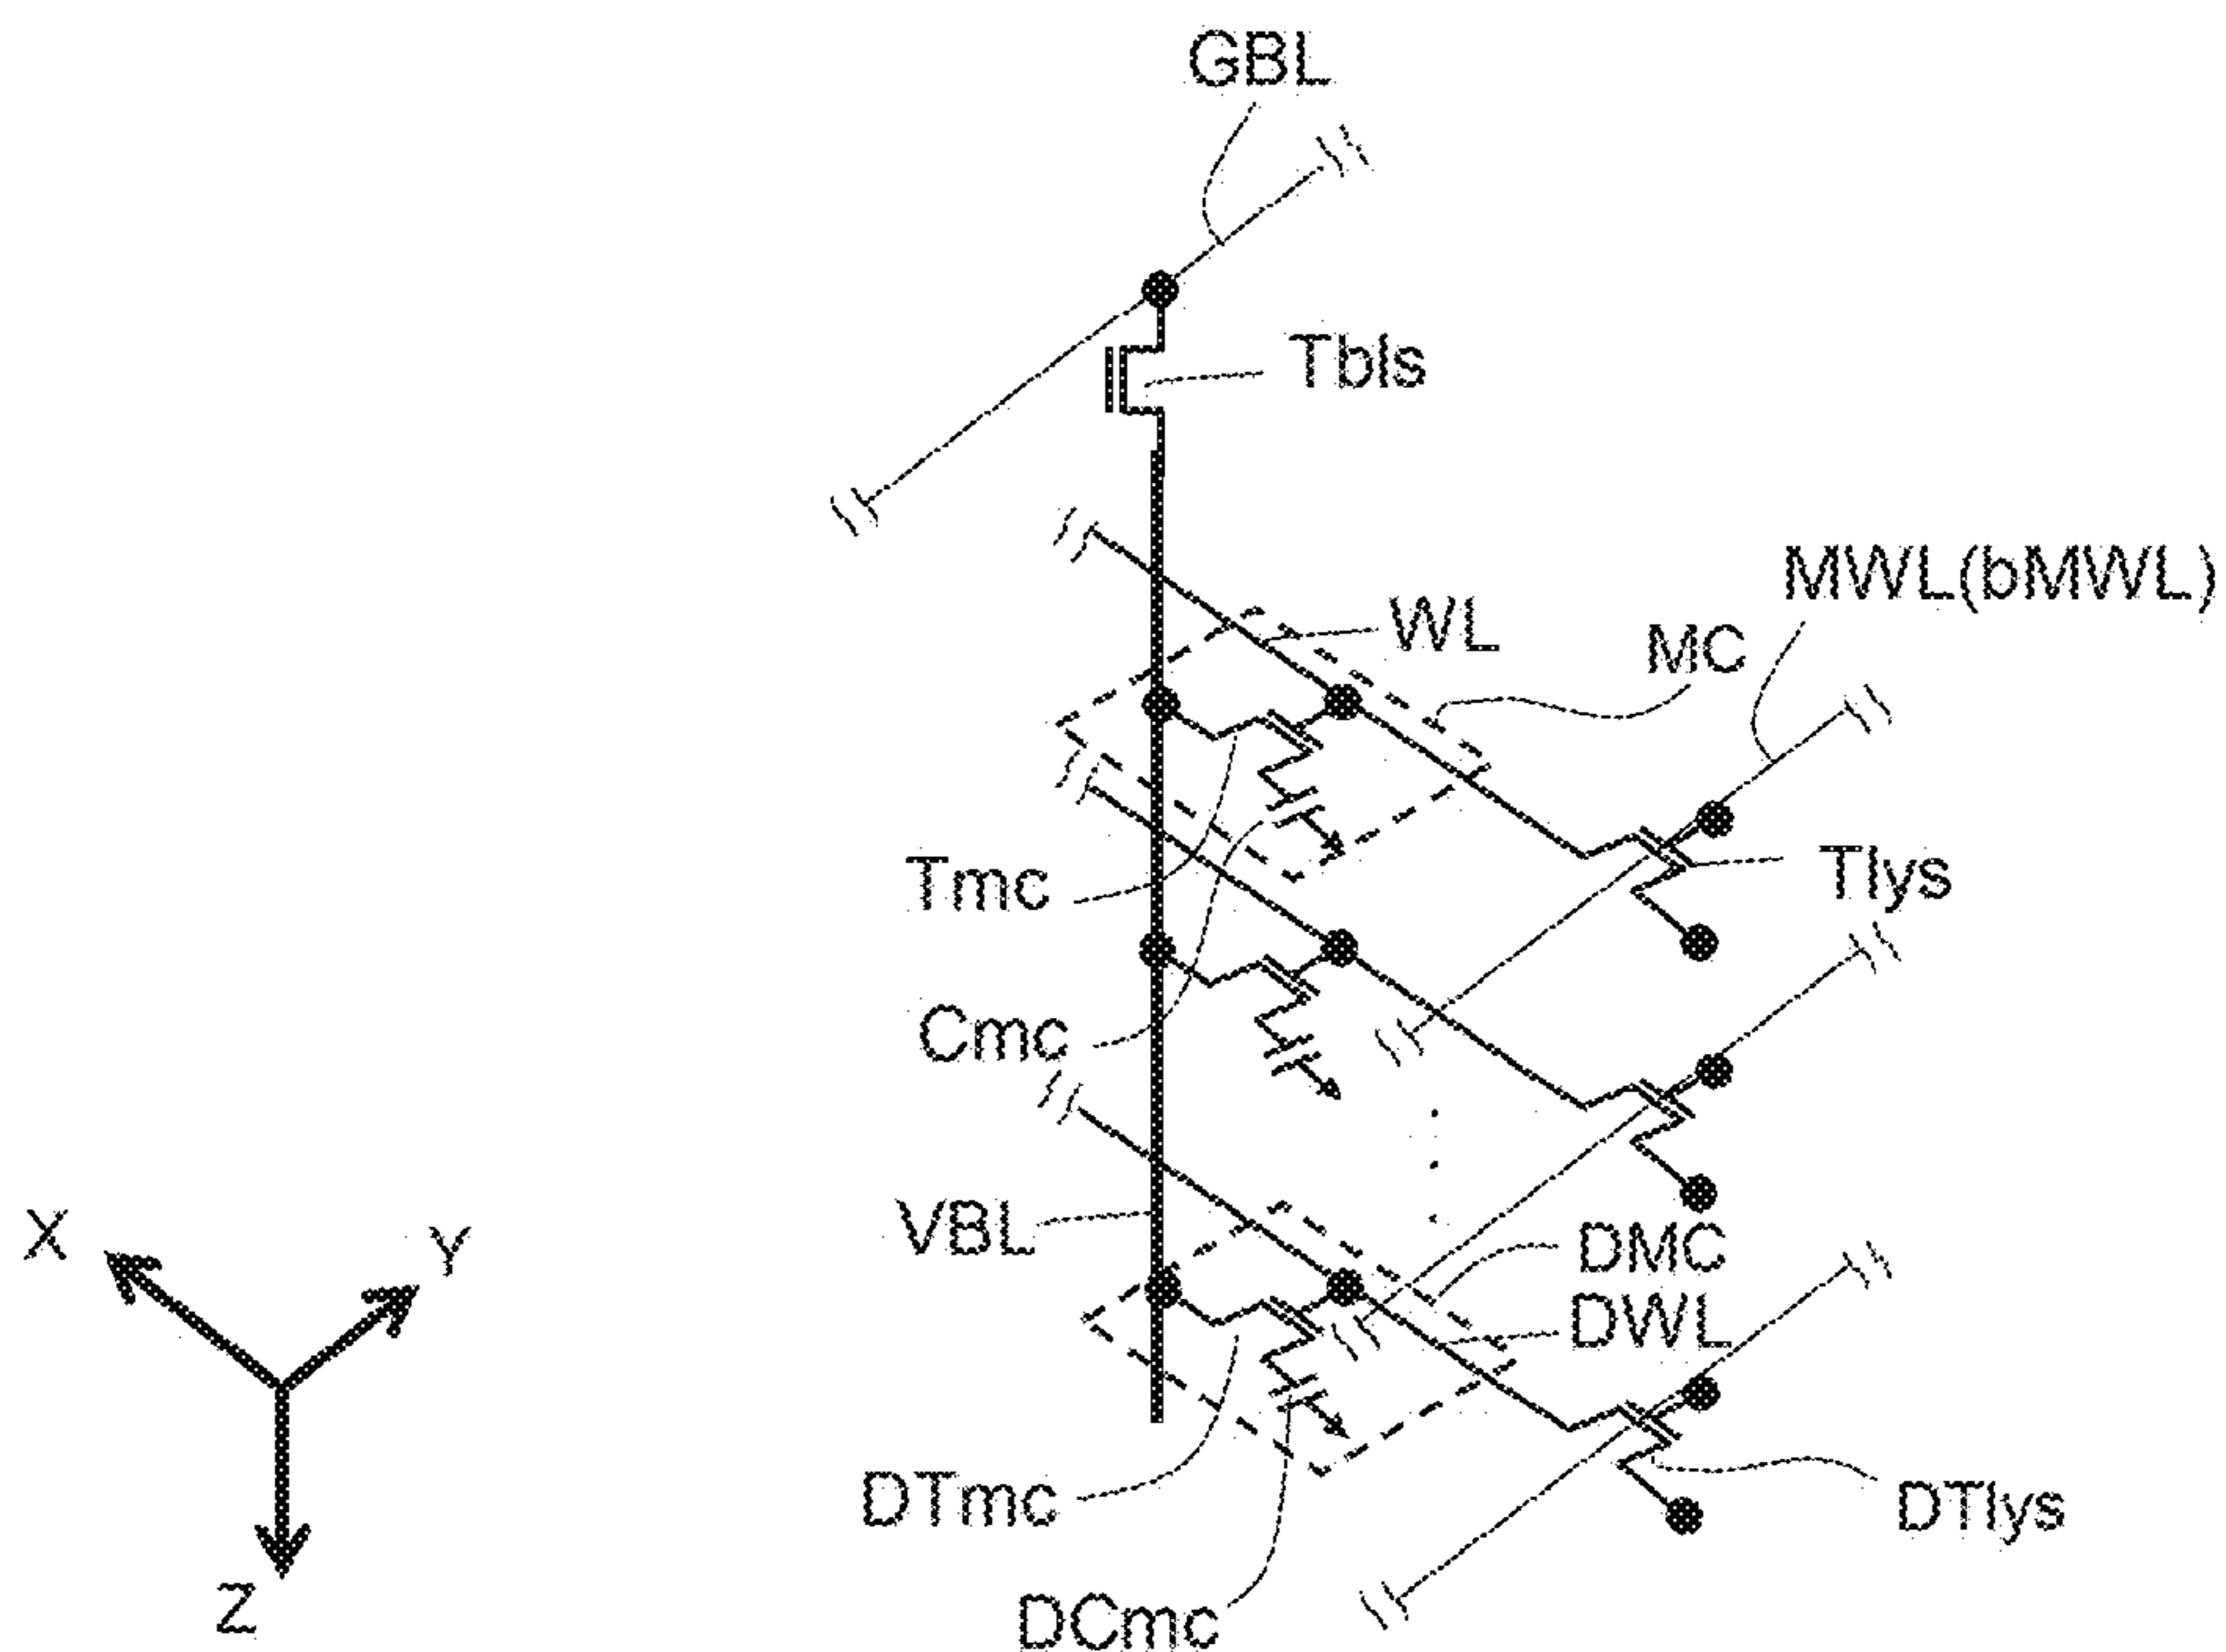 GBL
Tbls
MWL(bMWL)
WL
MC
Tmc
Tlys
Cmc
VBL
X
Y
DMC
DWL
DTmc
DTlys
Z
DCmc